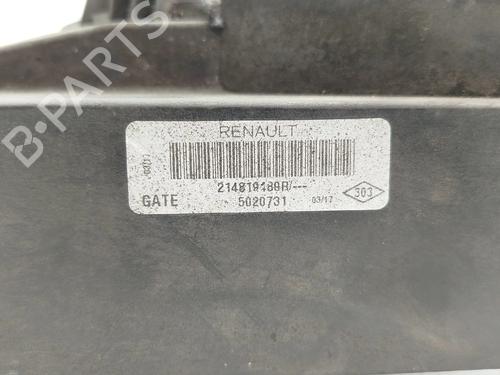 B-PARTS
RENAULT
214819189R/---
GATE 5020731 03/17 303